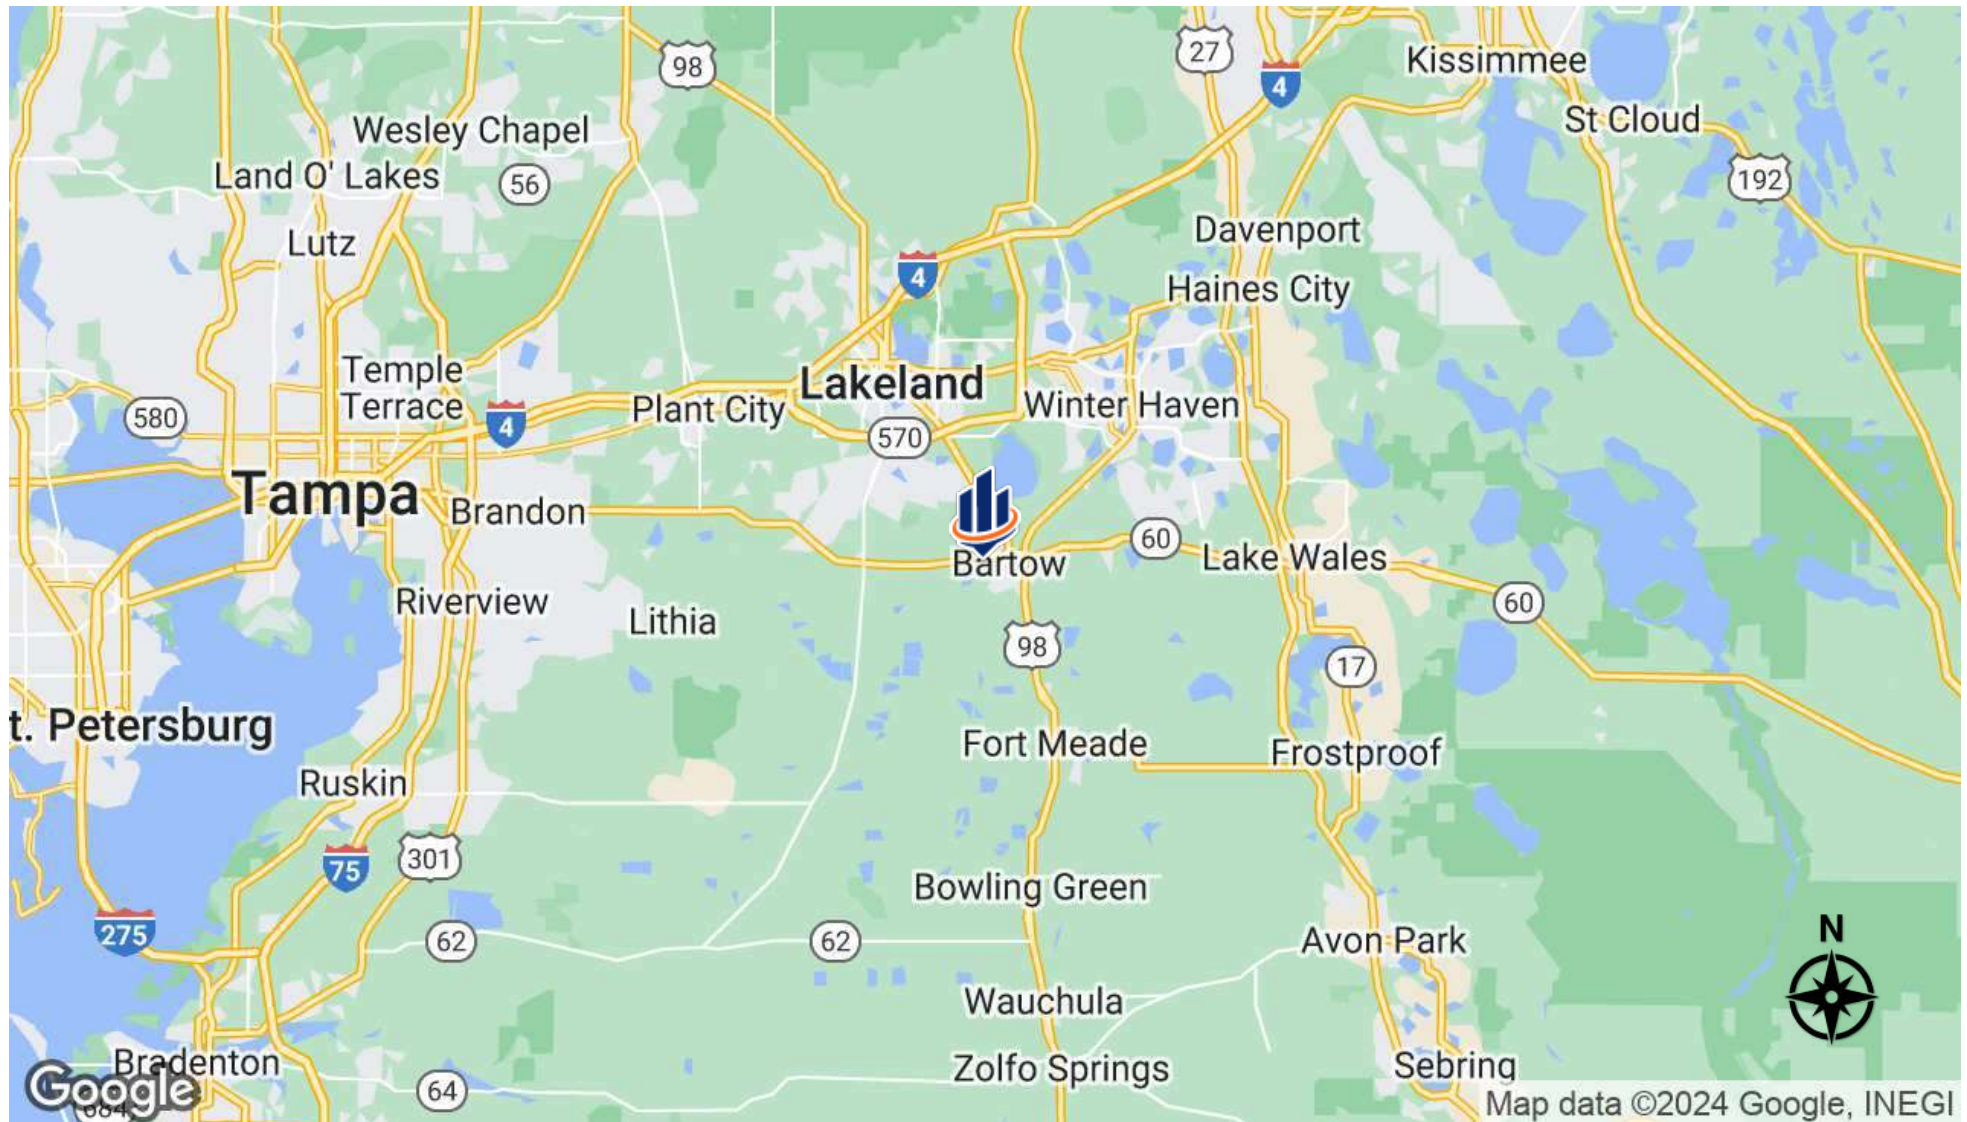 98
27
4
Kissimmee
St Cloud
Wesley Chapel
56
Land O' Lakes
192
Lutz
Davenport
4
Haines City
Temple
Terrace
580
4
Plant City
Lakeland
570
Winter Haven
Tampa
Brandon
60
Bartow
Lake Wales
60
Riverview
Lithia
98
17
t. Petersburg
Fort Meade
Frostproof
Ruskin
75
301
Bowling Green
275
62
62
Avon Park
N
Wauchula
Bradenton
Zolfo Springs
Sebring
Google
64
684
Map data ©2024 Google, INEGI